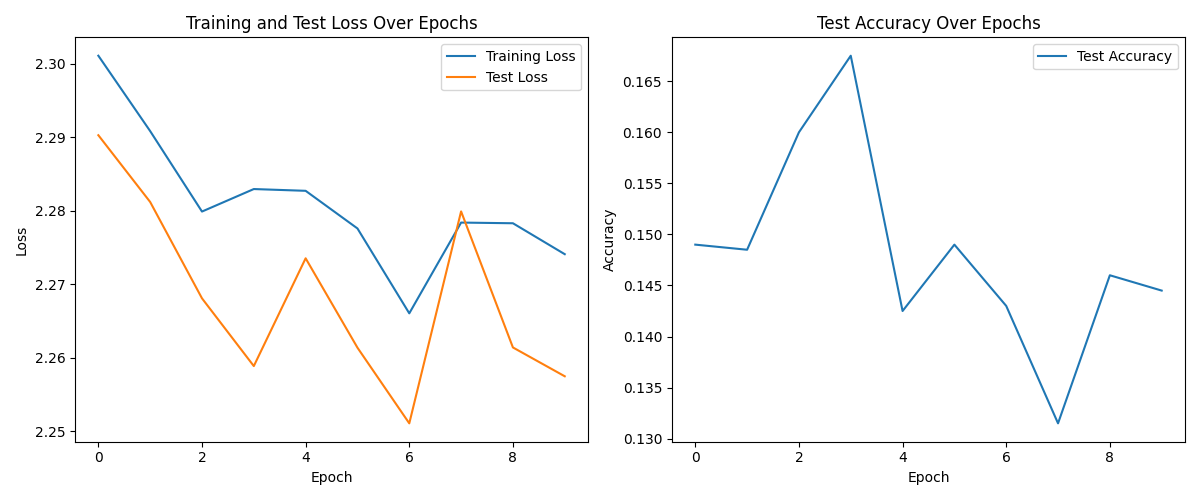 Training and Test Loss Over Epochs
Training Loss
Test Loss
2.30
2.29
2.28
2.27
2.26
2.25
Loss
0
2
4
6
8
Epoch
Test Accuracy Over Epochs
Test Accuracy
0.165
0.160
0.155
0.150
0.145
0.140
0.135
0.130
Accuracy
0
2
4
6
8
Epoch